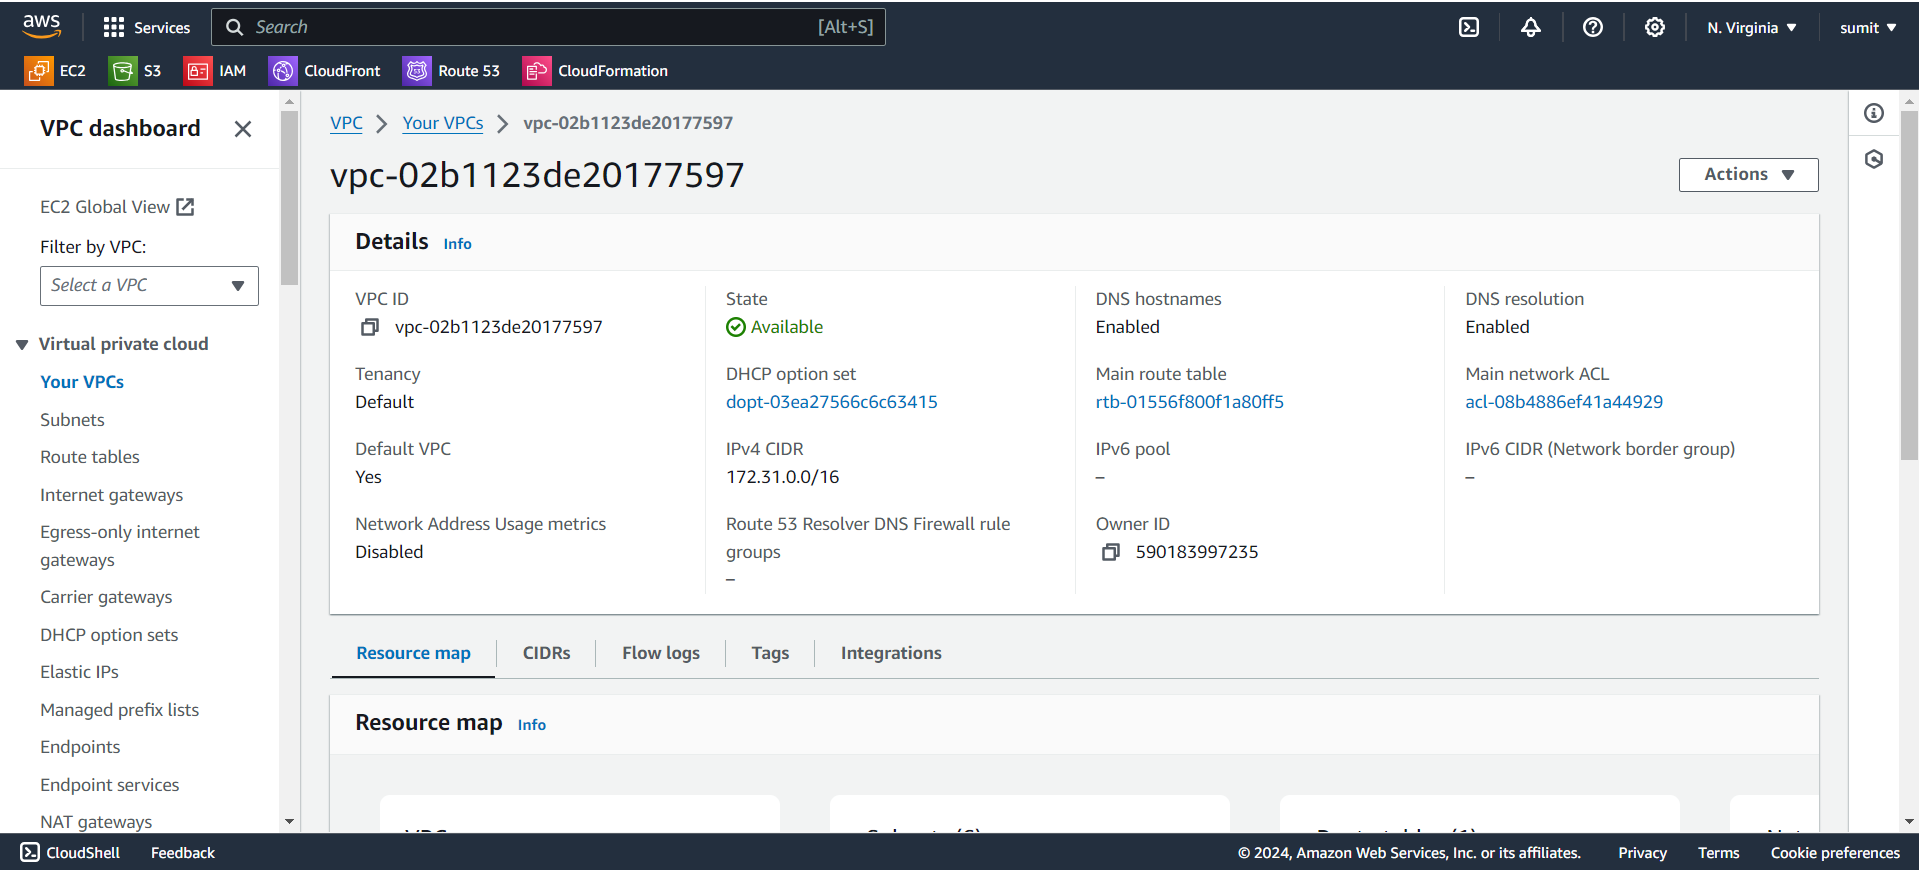 aws
Services
Search [Alt+S]
N. Virginia
sumit
EC2
S3
IAM
CloudFront
Route 53
CloudFormation
VPC dashboard
EC2 Global View
Filter by VPC:
Select a VPC
Virtual private cloud
Your VPCs
Subnets
Route tables
Internet gateways
Egress-only internet
gateways
Carrier gateways
DHCP option sets
Elastic IPs
Managed prefix lists
Endpoints
Endpoint services
NAT gateways
VPC
Your VPCs
vpc-02b1123de20177597
vpc-02b1123de20177597
Actions
Details Info
VPC ID
vpc-02b1123de20177597
State
Available
DNS hostnames
Enabled
DNS resolution
Enabled
Tenancy
Default
DHCP option set
dopt-03ea27566c6c63415
Main route table
rtb-01556f800f1a80ff5
Main network ACL
acl-08b4886ef41a44929
Default VPC
Yes
IPv4 CIDR
172.31.0.0/16
IPv6 pool
–
IPv6 CIDR (Network border group)
–
Network Address Usage metrics
Disabled
Route 53 Resolver DNS Firewall rule
groups
–
Owner ID
590183997235
Resource map
CIDRs
Flow logs
Tags
Integrations
Resource map Info
VPC
Subnets (6)
Route tables (1)
CloudShell
Feedback
© 2024, Amazon Web Services, Inc. or its affiliates.
Privacy
Terms
Cookie preferences